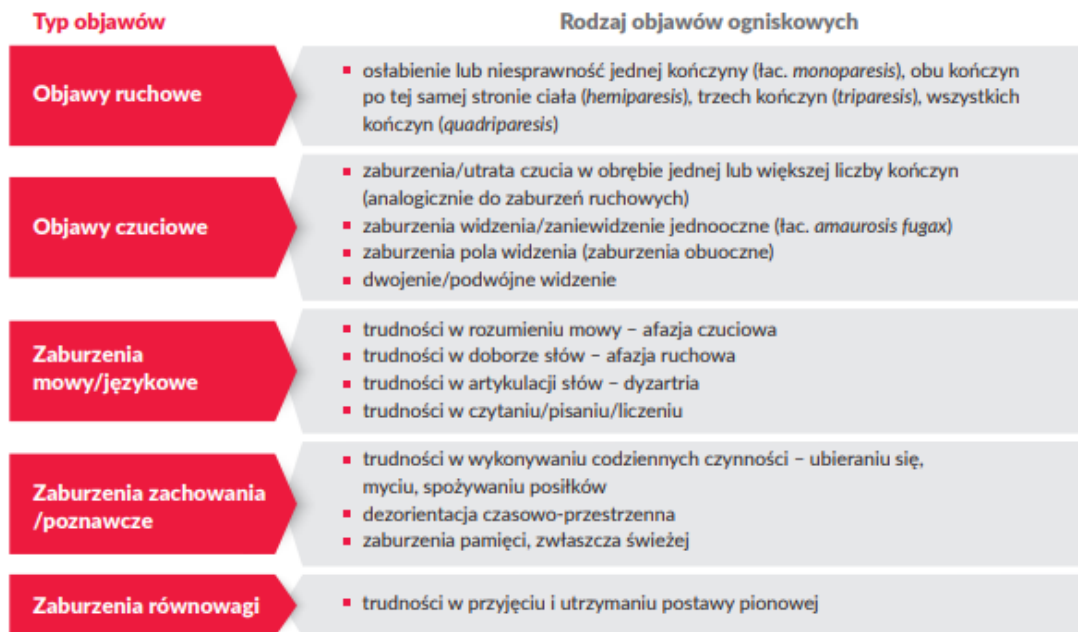 Typ objawów
Rodzaj objawów ogniskowych
Objawy ruchowe
▪ osłabienie lub niesprawność jednej kończyny (łac. monoparesis), obu kończyn
po tej samej stronie ciała (hemiparesis), trzech kończyn (triparesis), wszystkich
kończyn (quadriparesis)
Objawy czuciowe
▪ zaburzenia/utrata czucia w obrębie jednej lub większej liczby kończyn
(analogicznie do zaburzeń ruchowych)
▪ zaburzenia widzenia/zaniewidzenie jednooczne (łac. amaurosis fugax)
▪ zaburzenia pola widzenia (zaburzenia obuoczne)
▪ dwojenie/podwójne widzenie
Zaburzenia
mowy/językowe
▪ trudności w rozumieniu mowy – afazja czuciowa
▪ trudności w doborze słów – afazja ruchowa
▪ trudności w artykulacji słów – dyzartria
▪ trudności w czytaniu/pisaniu/liczeniu
Zaburzenia zachowania
/poznawcze
▪ trudności w wykonywaniu codziennych czynności – ubieraniu się,
myciu, spożywaniu posiłków
▪ dezorientacja czasowo-przestrzenna
▪ zaburzenia pamięci, zwłaszcza świeżej
Zaburzenia równowagi
▪ trudności w przyjęciu i utrzymaniu postawy pionowej